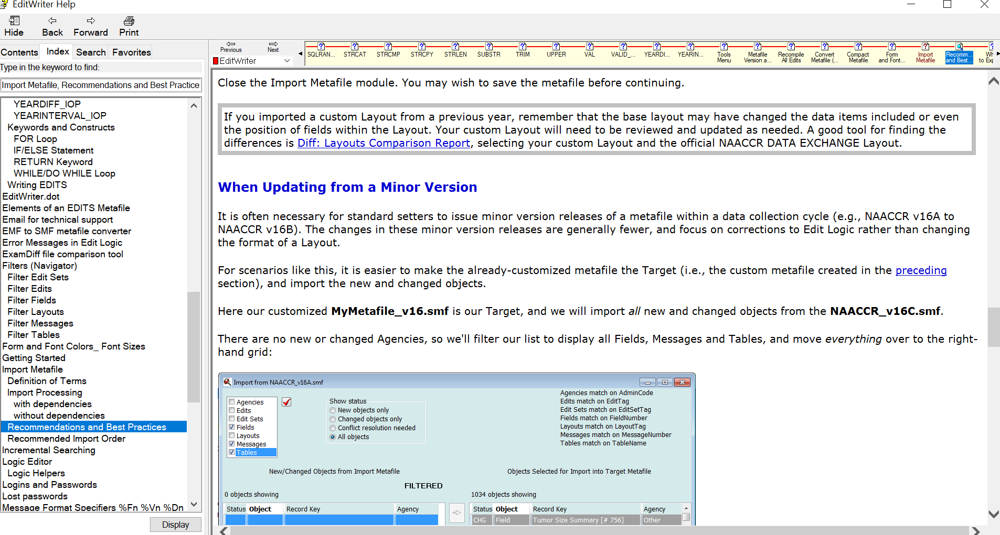 EditWriter Help
Hide Back Forward Print
Contents Index Search Favorites
Type in the keyword to find:
Import Metafile, Recommendations and Best Practice
YEARDIFF_IOP
YEARINTERVAL_IOP
Keywords and Constructs
FOR Loop
IF/ELSE Statement
RETURN Keyword
WHILE/DO WHILE Loop
Writing EDITS
EditWriter.dot
Elements of an EDITS Metafile
Email for technical support
EMF to SMF metafile converter
Error Messages in Edit Logic
ExamDiff file comparison tool
Filters (Navigator)
Filter Edit Sets
Filter Edits
Filter Fields
Filter Layouts
Filter Messages
Filter Tables
Form and Font Colors_ Font Sizes
Getting Started
Import Metafile
Definition of Terms
Import Processing
with dependencies
without dependencies
Recommendations and Best Practices
Recommended Import Order
Incremental Searching
Logic Editor
Logic Helpers
Logins and Passwords
Lost passwords
Message Format Specifiers %Fn %Vn %Dn
Display
Previous Next
EditWriter
SQLRAN... STRCAT STRCMP STRCPY STRLEN SUBSTR TRIM UPPER VAL VALID_... YEARDI... YEARIN... Tools Metafile Recompile Convert Compact Form Import Recomm... Wh
Menu Version a... All Edits Metafile (... Metafile and Font... Metafile and Best... to Exp
Close the Import Metafile module. You may wish to save the metafile before continuing.
If you imported a custom Layout from a previous year, remember that the base layout may have changed the data items included or even
the position of fields within the Layout. Your custom Layout will need to be reviewed and updated as needed. A good tool for finding the
differences is Diff: Layouts Comparison Report, selecting your custom Layout and the official NAACCR DATA EXCHANGE Layout.
When Updating from a Minor Version
It is often necessary for standard setters to issue minor version releases of a metafile within a data collection cycle (e.g., NAACCR v16A to
NAACCR v16B). The changes in these minor version releases are generally fewer, and focus on corrections to Edit Logic rather than changing
the format of a Layout.
For scenarios like this, it is easier to make the already-customized metafile the Target (i.e., the custom metafile created in the preceding
section), and import the new and changed objects.
Here our customized MyMetafile_v16.smf is our Target, and we will import all new and changed objects from the NAACCR_v16C.smf.
There are no new or changed Agencies, so we'll filter our list to display all Fields, Messages and Tables, and move everything over to the right-
hand grid:
Import from NAACCR_v16A.smf
Agencies
Edits
Edit Sets
Fields
Layouts
Messages
Tables
Show status
New objects only
Changed objects only
Conflict resolution needed
All objects
Agencies match on AdminCode
Edits match on EditTag
Edit Sets match on EditSetTag
Fields match on FieldNumber
Layouts match on LayoutTag
Messages match on MessageNumber
Tables match on TableName
New/Changed Objects from Import Metafile
Objects Selected for Import into Target Metafile
FILTERED
0 objects showing
1034 objects showing
Status Object Record Key Agency
Status Object Record Key Agency
CHG Field Tumor Size Summary [# 756] Other